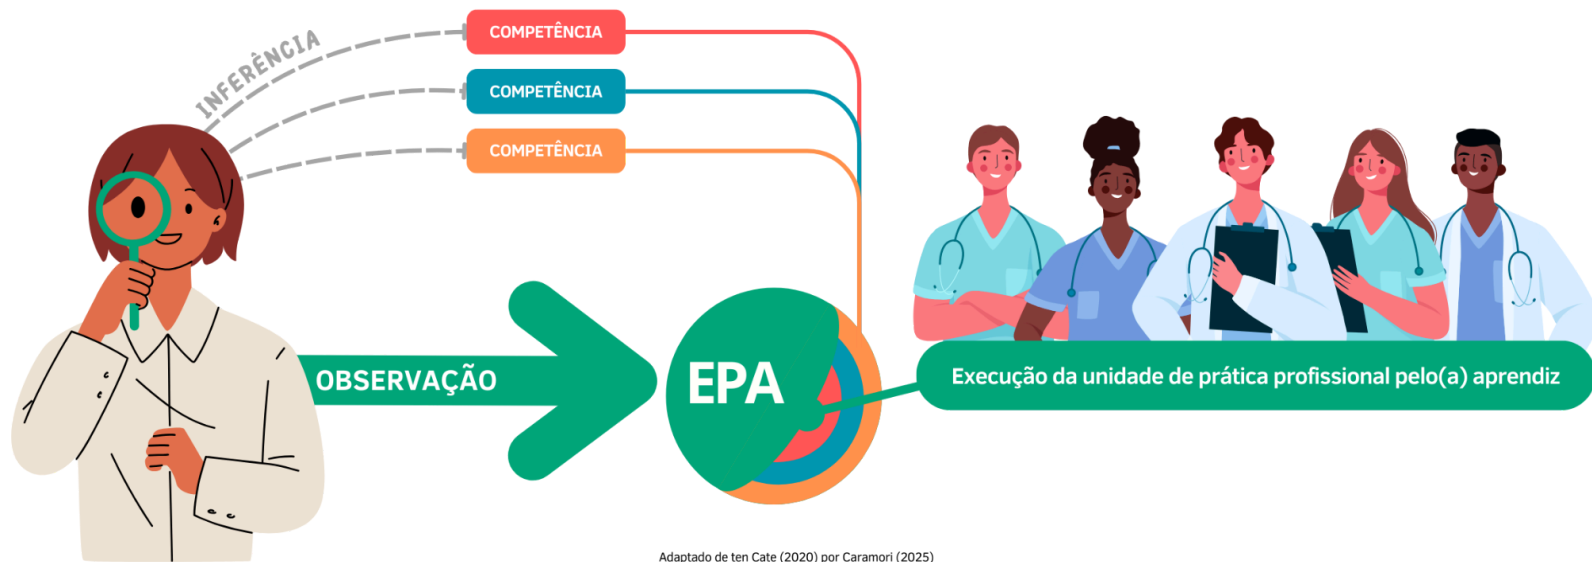 INFERÊNCIA
COMPETÊNCIA
COMPETÊNCIA
COMPETÊNCIA
OBSERVAÇÃO
EPA
Execução da unidade de prática profissional pelo(a) aprendiz
Adaptado de ten Cate (2020) por Caramori (2025)